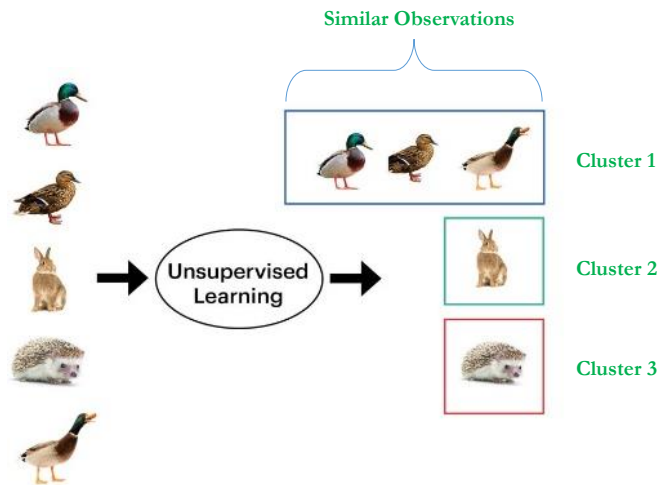 Similar Observations
Cluster 1
Unsupervised
Learning
Cluster 2
Cluster 3